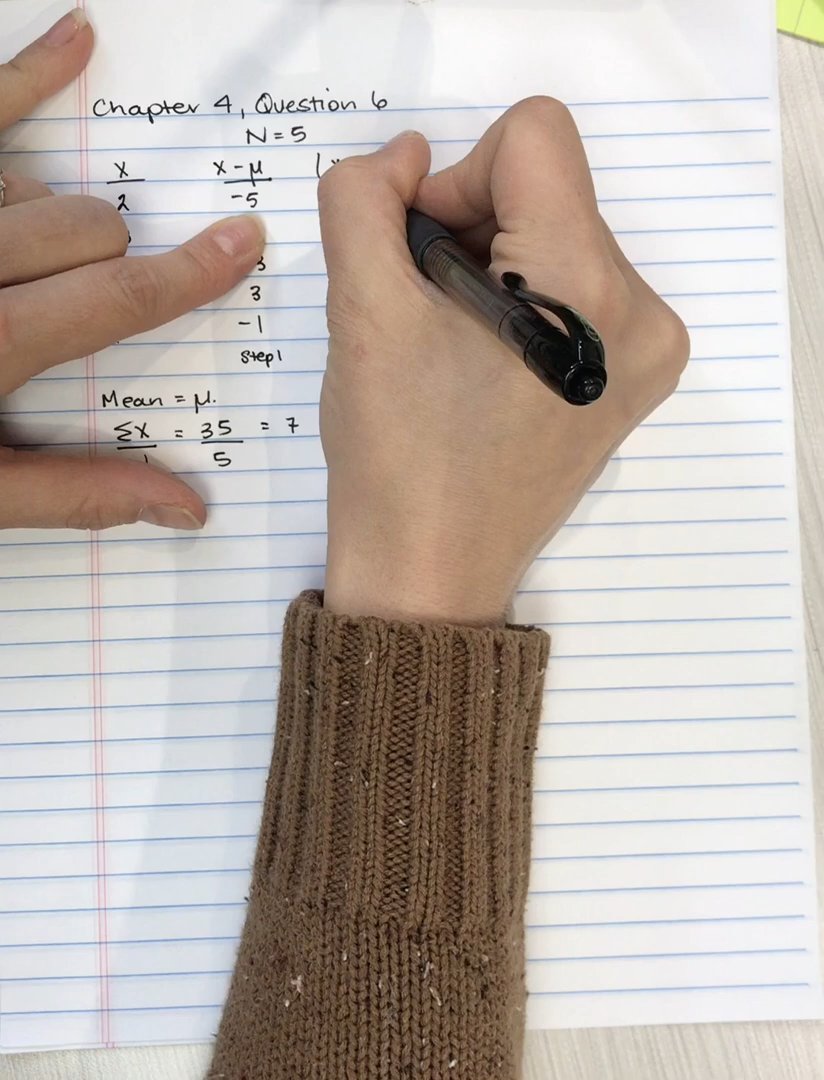 Chapter 4, Question 6
N = 5
X X - μ (x
2 -5
3
3
-1
Step 1
Mean = μ.
ΣX = 35 = 7
5